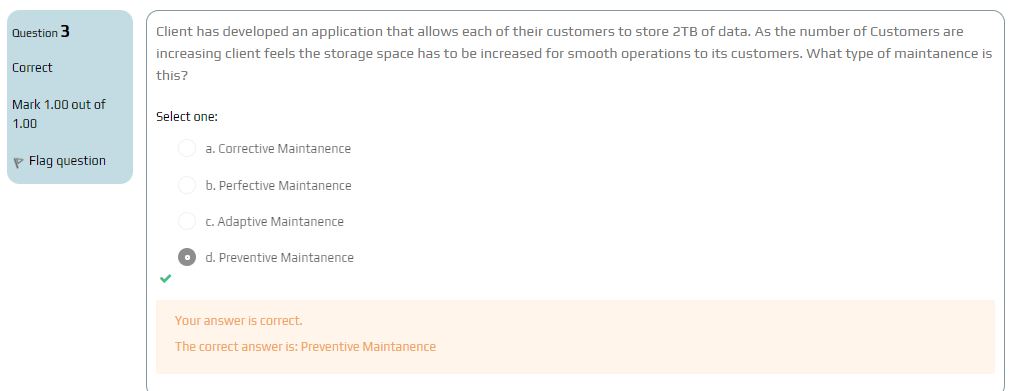 Question 3
Correct
Mark 1.00 out of
1.00
Flag question
Client has developed an application that allows each of their customers to store 2TB of data. As the number of Customers are
increasing client feels the storage space has to be increased for smooth operations to its customers. What type of maintanence is
this?
Select one:
a. Corrective Maintanence
b. Perfective Maintanence
c. Adaptive Maintanence
d. Preventive Maintanence
Your answer is correct.
The correct answer is: Preventive Maintanence